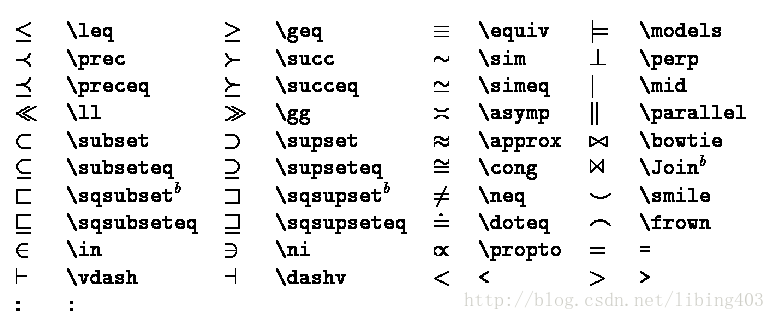 ≤ \leq ≥ \geq ≡ \equiv ⊨ \models
≺ \prec ≻ \succ ∼ \sim ⊥ \perp
⪯ \preceq ⪰ \succeq ≃ \simeq ∣ \mid
≪ \ll ≫ \gg ≍ \asymp ∥ \parallel
⊂ \subset ⊃ \supset ≈ \approx ⋈ \bowtie
⊆ \subseteq ⊇ \supseteq ≅ \cong ⨝ \Join^b
⊏ \sqsubset^b ⊐ \sqsupset^b ≠ \neq ⌣ \smile
⊑ \sqsubseteq ⊒ \sqsupseteq ≐ \doteq ⌢ \frown
∈ \in ∋ \ni ∝ \propto = =
⊢ \vdash ⊣ \dashv < < > >
: :
http://blog.csdn.net/libing403